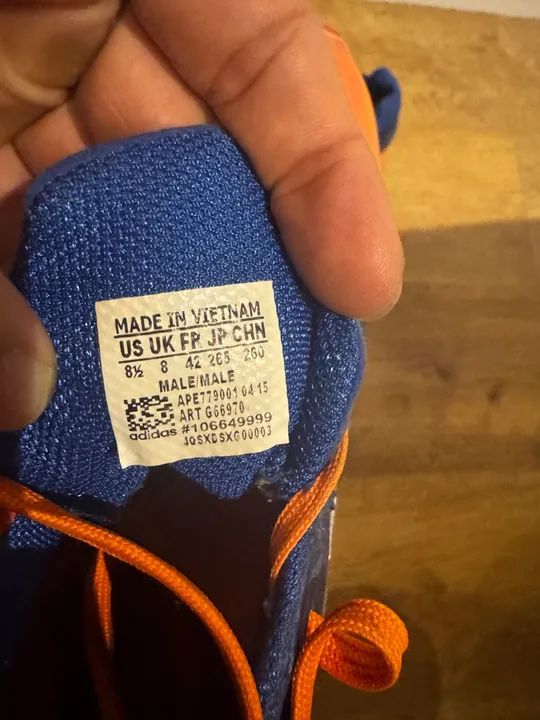 MADE IN VIETNAM
US UK FR JP CHN
8½ 8 42 265 260
MALE/MALE
APE779001 04 15
ART G66970
adidas #106649999
4QSXDSXG00003